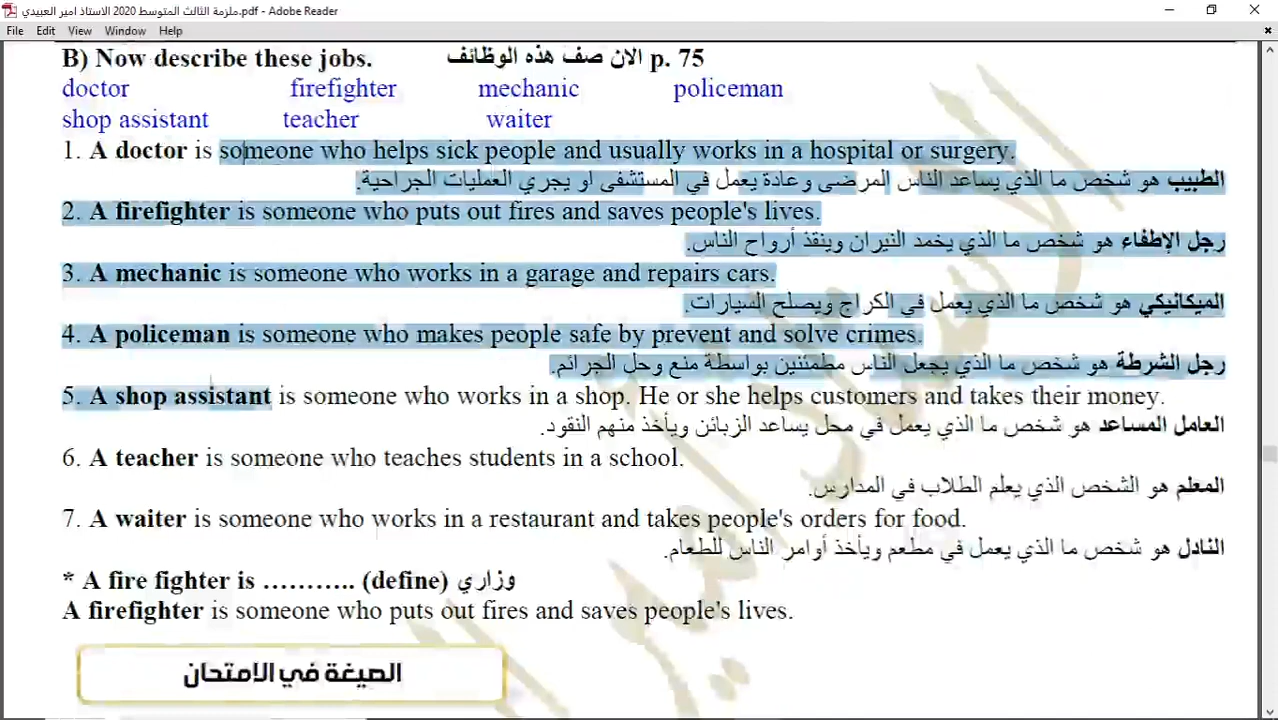 ملزمة الثالث المتوسط 2020 الاستاذ امير العبيدي.pdf - Adobe Reader
File Edit View Window Help
B) Now describe these jobs. الان صف هذه الوظائف p. 75
doctor firefighter mechanic policeman
shop assistant teacher waiter
1. A doctor is someone who helps sick people and usually works in a hospital or surgery.
الطبيب هو شخص ما الذي يساعد الناس المرضى وعادة يعمل في المستشفى او يجري العمليات الجراحية.
2. A firefighter is someone who puts out fires and saves people's lives.
رجل الإطفاء هو شخص ما الذي يخمد النيران وينقذ أرواح الناس.
3. A mechanic is someone who works in a garage and repairs cars.
الميكانيكي هو شخص ما الذي يعمل في الكراج ويصلح السيارات.
4. A policeman is someone who makes people safe by prevent and solve crimes.
رجل الشرطة هو شخص ما الذي يجعل الناس مطمئنين بواسطة منع وحل الجرائم.
5. A shop assistant is someone who works in a shop. He or she helps customers and takes their money.
العامل المساعد هو شخص ما الذي يعمل في محل يساعد الزبائن ويأخذ منهم النقود.
6. A teacher is someone who teaches students in a school.
المعلم هو الشخص الذي يعلم الطلاب في المدارس.
7. A waiter is someone who works in a restaurant and takes people's orders for food.
النادل هو شخص ما الذي يعمل في مطعم ويأخذ أوامر الناس للطعام.
* A fire fighter is ……….. (define) وزاري
A firefighter is someone who puts out fires and saves people's lives.
الصيغة في الامتحان